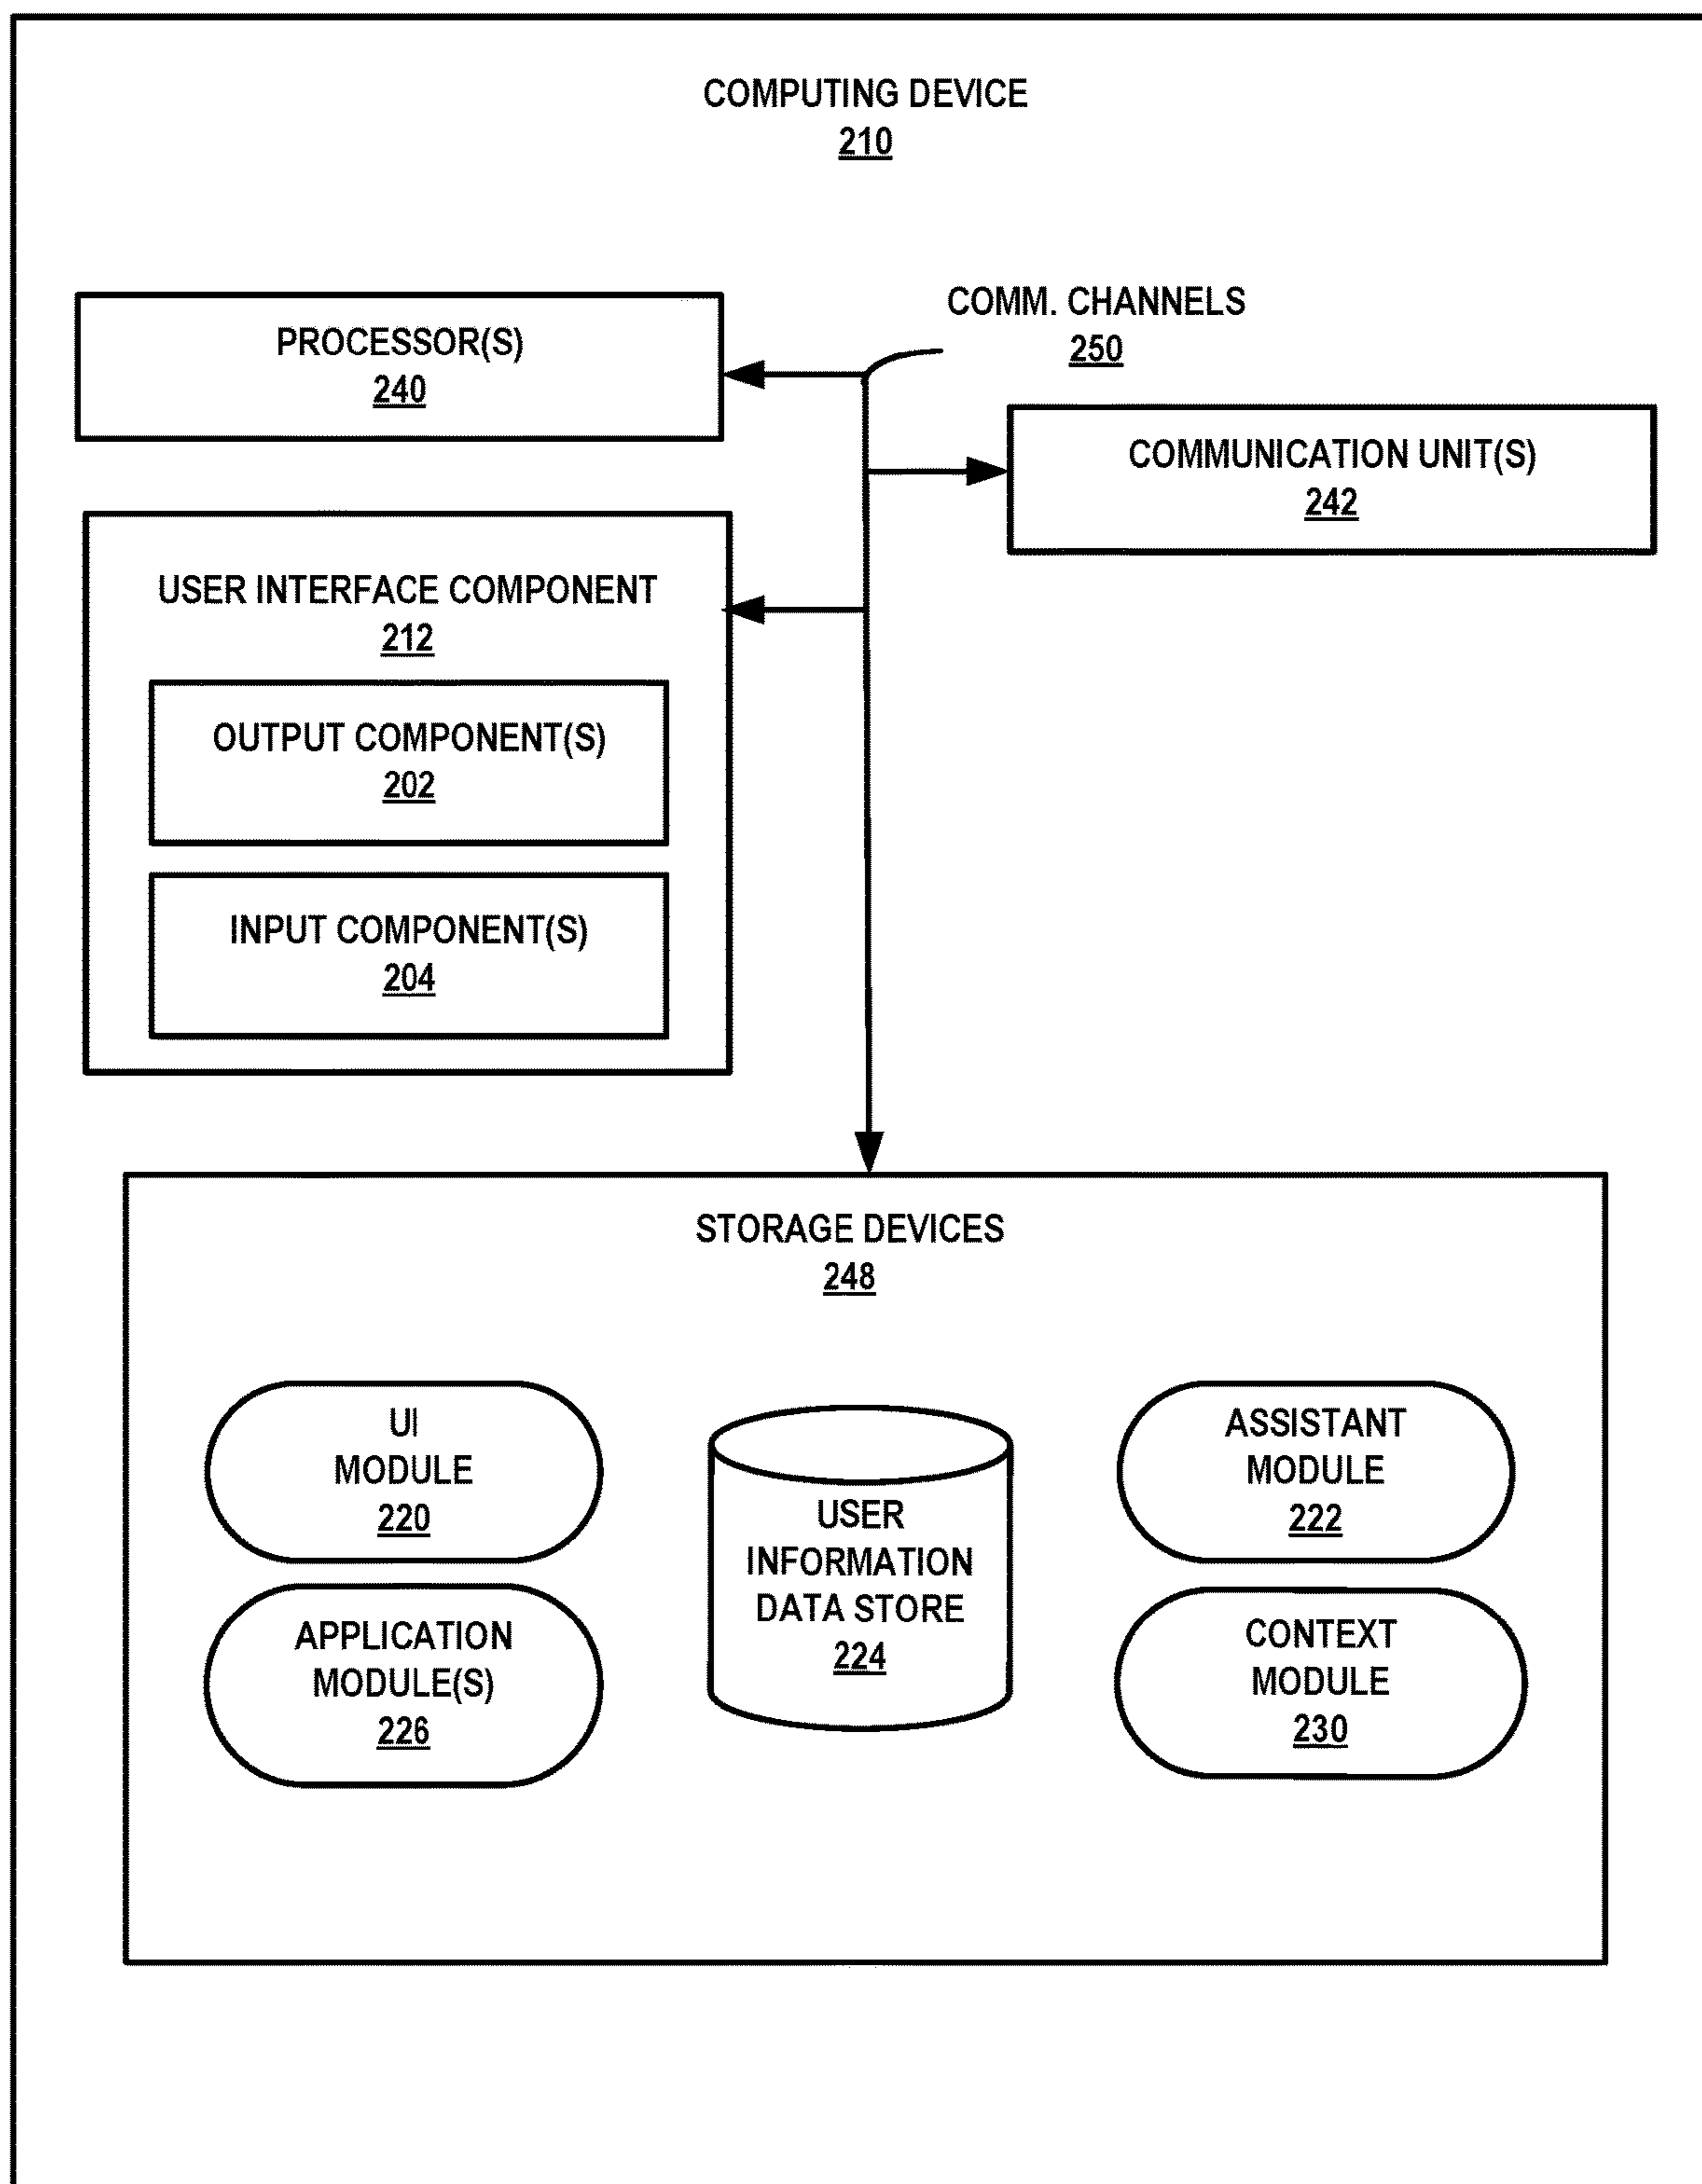 COMPUTING DEVICE
210
COMM. CHANNELS
250
PROCESSOR(S)
240
COMMUNICATION UNIT(S)
242
USER INTERFACE COMPONENT
212
OUTPUT COMPONENT(S)
202
INPUT COMPONENT(S)
204
STORAGE DEVICES
248
UI
MODULE
220
APPLICATION
MODULE(S)
226
USER
INFORMATION
DATA STORE
224
ASSISTANT
MODULE
222
CONTEXT
MODULE
230